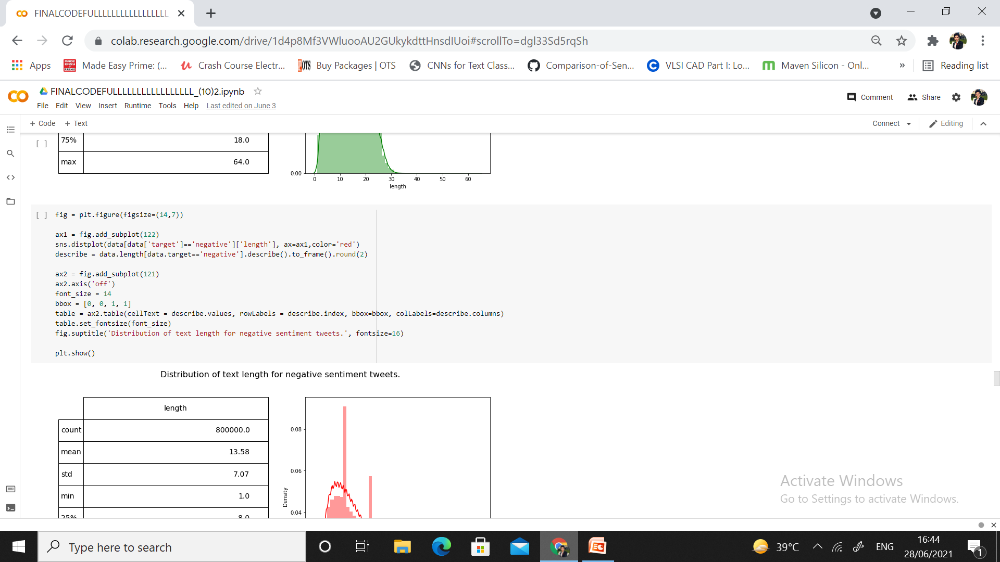 FINALCODEFULLLLLLLLLLLLLLLLL_
colab.research.google.com/drive/1d4p8Mf3VWluooAU2GUkykdttHnsdIUoi#scrollTo=dgl33Sd5rqSh
Apps
Made Easy Prime: (...
Crash Course Electr...
Buy Packages | OTS
CNNs for Text Class...
Comparison-of-Sen...
VLSI CAD Part I: Lo...
Maven Silicon - Onl...
»
Reading list
FINALCODEFULLLLLLLLLLLLLLLLL_(10)2.ipynb
Comment
Share
File Edit View Insert Runtime Tools Help Last edited on June 3
+ Code + Text
Connect
Editing
[ ]
75% 18.0
max 64.0
0.00
0 10 20 30 40 50 60
length
[ ] fig = plt.figure(figsize=(14,7))
ax1 = fig.add_subplot(122)
sns.distplot(data[data['target']=='negative']['length'], ax=ax1,color='red')
describe = data.length[data.target=='negative'].describe().to_frame().round(2)
ax2 = fig.add_subplot(121)
ax2.axis('off')
font_size = 14
bbox = [0, 0, 1, 1]
table = ax2.table(cellText = describe.values, rowLabels = describe.index, bbox=bbox, colLabels=describe.columns)
table.set_fontsize(font_size)
fig.suptitle('Distribution of text length for negative sentiment tweets.', fontsize=16)
plt.show()
Distribution of text length for negative sentiment tweets.
length
count 800000.0
mean 13.58
std 7.07
min 1.0
25% 8.0
0.08
0.06
0.04
Density
Activate Windows
Go to Settings to activate Windows.
Type here to search
39°C
ENG
16:44
28/06/2021
1